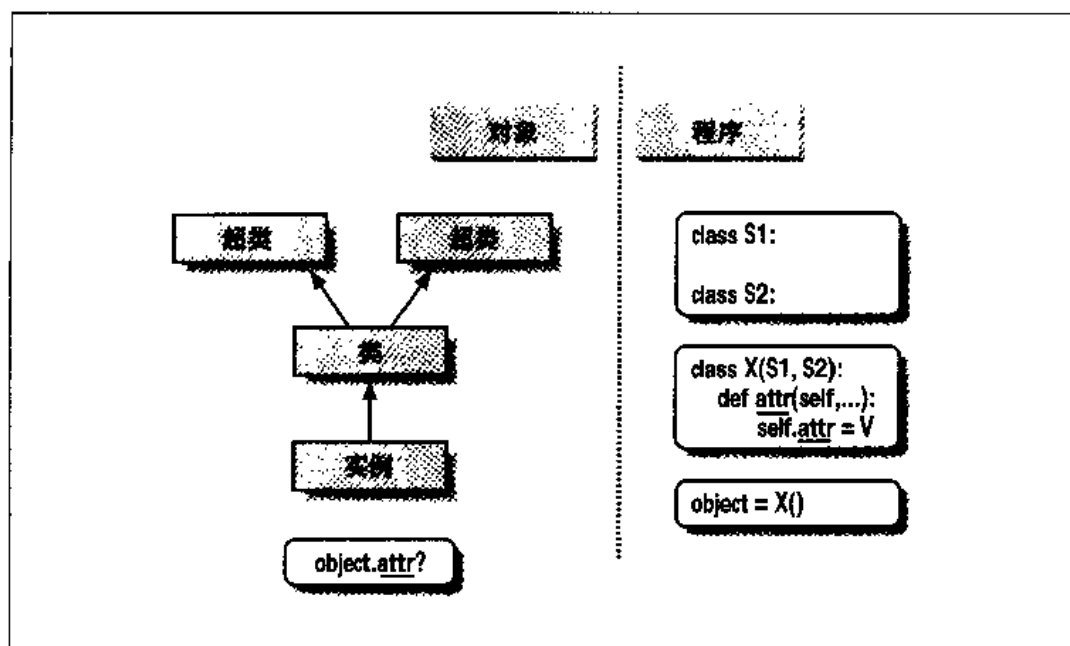 对象
程序
超类
超类
类
实例
object.attr?
class S1:
class S2:
class X(S1, S2):
def attr(self,...):
self.attr = V
object = X()